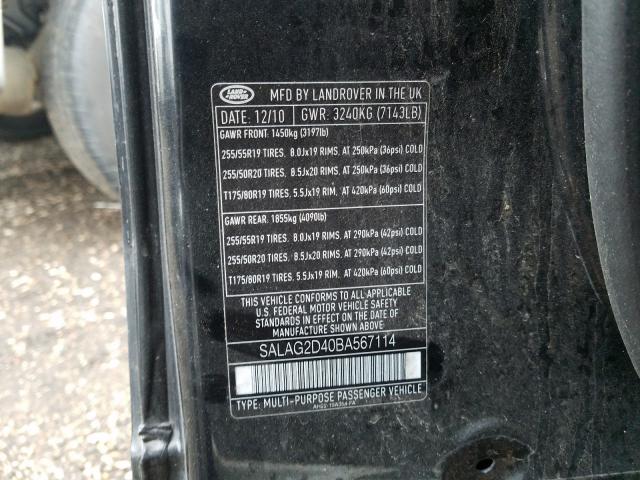 LAND ROVER
MFD BY LANDROVER IN THE UK
DATE: 12/10 GWR: 3240KG (7143LB)
GAWR FRONT: 1450kg (3197lb)
255/55R19 TIRES, 8.0Jx19 RIMS, AT 250kPa (36psi) COLD
255/50R20 TIRES, 8.5Jx20 RIMS, AT 250kPa (36psi) COLD
T175/80R19 TIRES, 5.5Jx19 RIM, AT 420kPa (60psi) COLD
GAWR REAR: 1855kg (4090lb)
255/55R19 TIRES, 8.0Jx19 RIMS, AT 290kPa (42psi) COLD
255/50R20 TIRES, 8.5Jx20 RIMS, AT 290kPa (42psi) COLD
T175/80R19 TIRES, 5.5Jx19 RIM, AT 420kPa (60psi) COLD
THIS VEHICLE CONFORMS TO ALL APPLICABLE
U.S. FEDERAL MOTOR VEHICLE SAFETY
STANDARDS IN EFFECT ON THE DATE OF
MANUFACTURE SHOWN ABOVE
SALAG2D40BA567114
TYPE: MULTI-PURPOSE PASSENGER VEHICLE